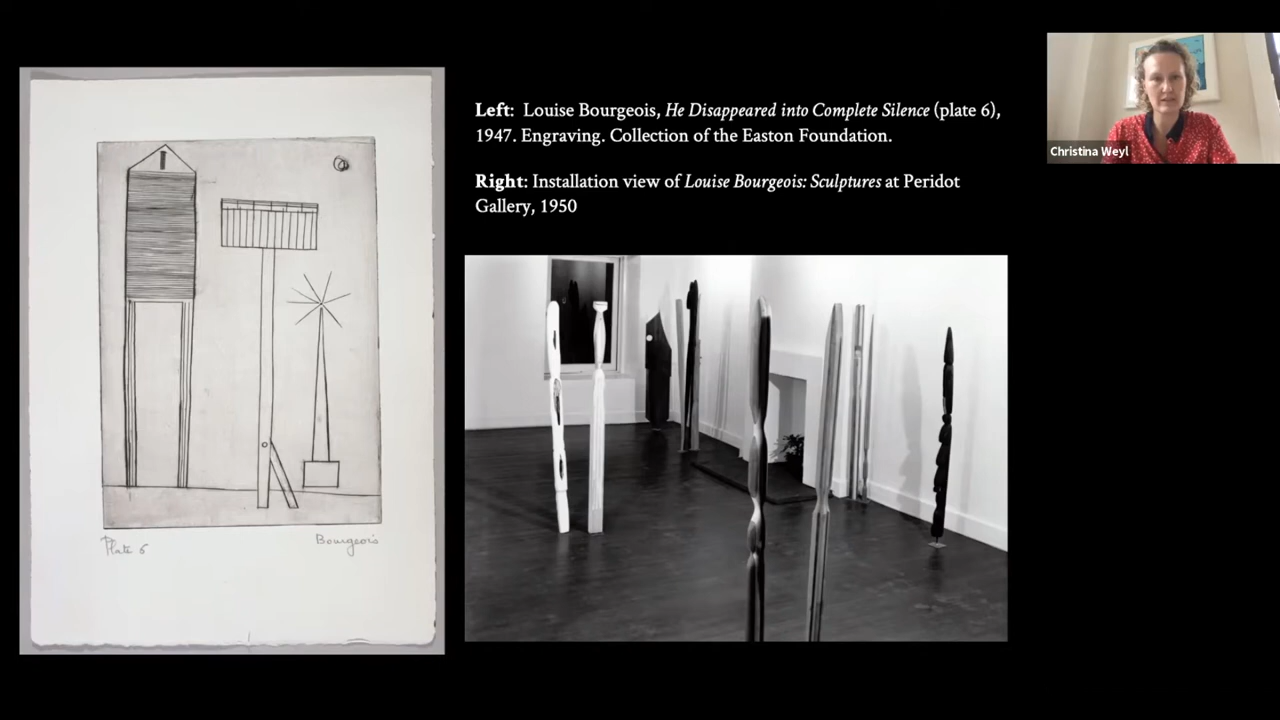 Left: Louise Bourgeois, He Disappeared into Complete Silence (plate 6),
1947. Engraving. Collection of the Easton Foundation.
Right: Installation view of Louise Bourgeois: Sculptures at Peridot
Gallery, 1950
Christina Weyl
Plate 6
Bourgeois